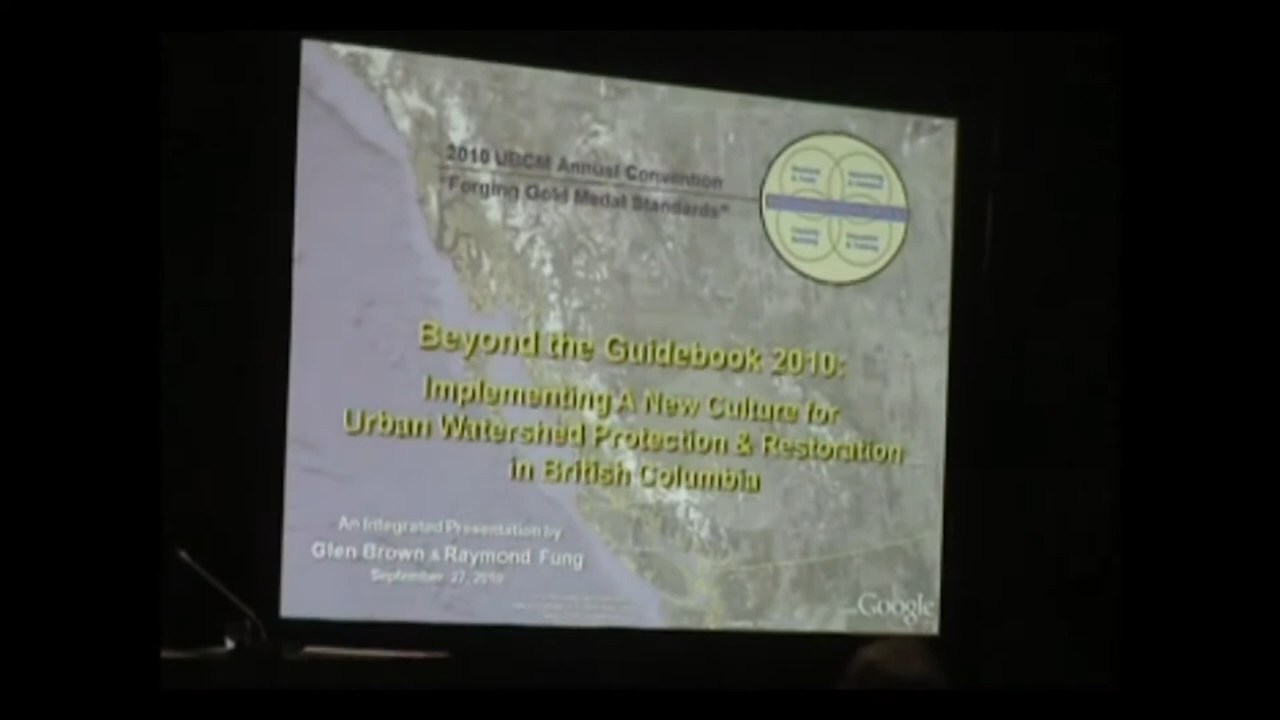 2010 UBCM Annual Convention
"Forging Gold Medal Standards"
Beyond the Guidebook 2010:
Implementing A New Culture for
Urban Watershed Protection & Restoration
in British Columbia
An Integrated Presentation by
Glen Brown & Raymond Fung
September 27, 2010
Google